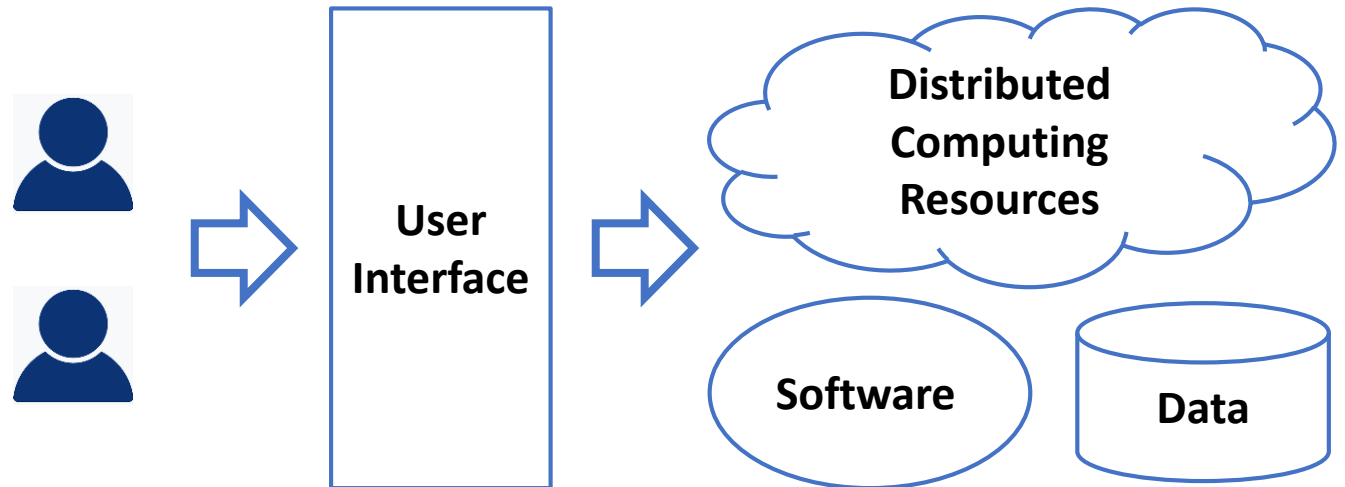 User
Interface
Distributed
Computing
Resources
Software
Data